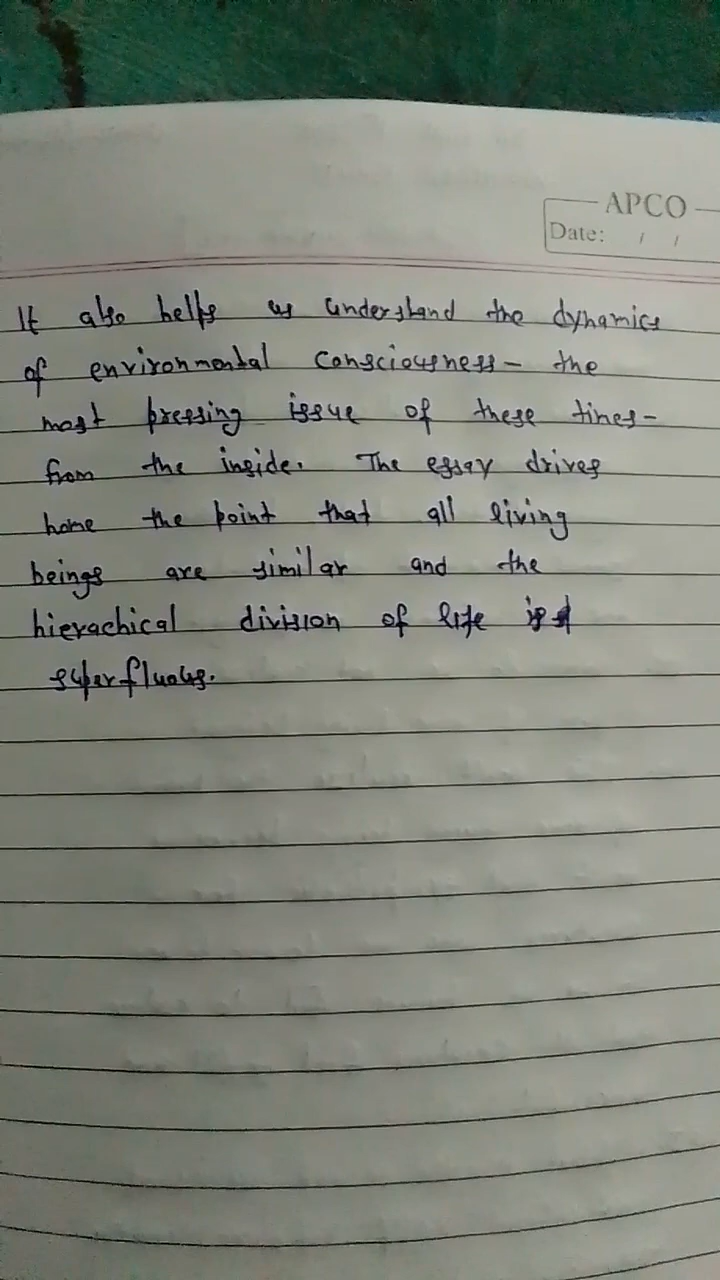 APCO
Date: / /
It also helps us understand the dynamics
of environmental consciousness - the
most pressing issue of these times -
from the inside. The essay drives
home the point that all living
beings are similar and the
hierachical division of life is
superfluous.